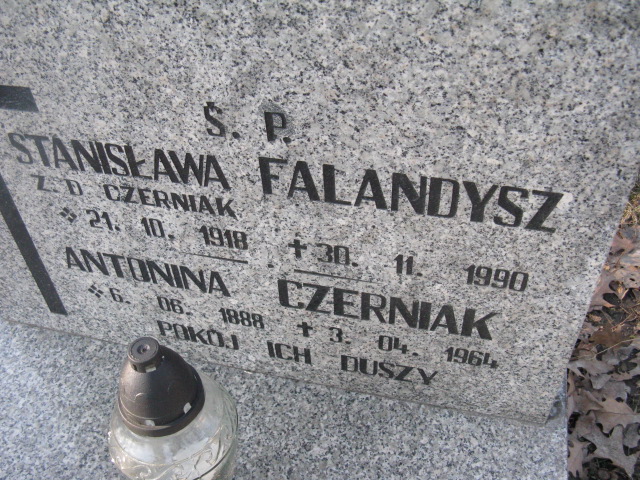 Ś. P.
STANISŁAWA FALANDYSZ
Z D. CZERNIAK
* 21. 10. 1918 + 30. 11. 1990
ANTONINA CZERNIAK
* 6. 06. 1888 + 3. 04. 1964
POKÓJ ICH DUSZY